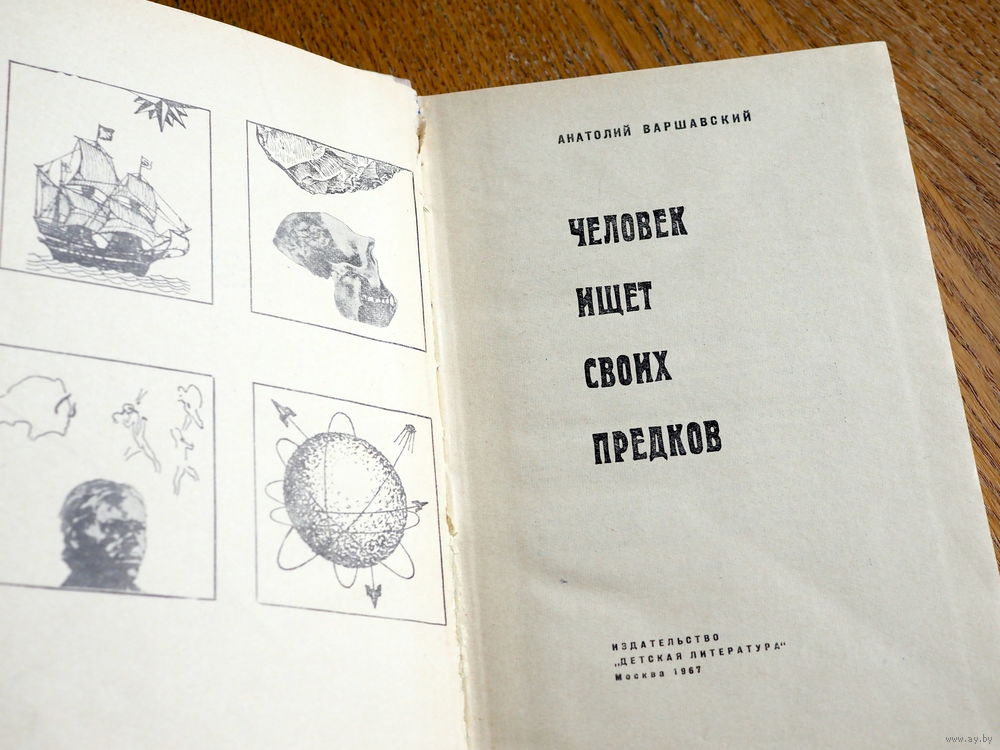 АНАТОЛИЙ ВАРШАВСКИЙ
ЧЕЛОВЕК
ИЩЕТ
СВОИХ
ПРЕДКОВ
ИЗДАТЕЛЬСТВО
„ДЕТСКАЯ ЛИТЕРАТУРА“
Москва 1967
www.ay.by